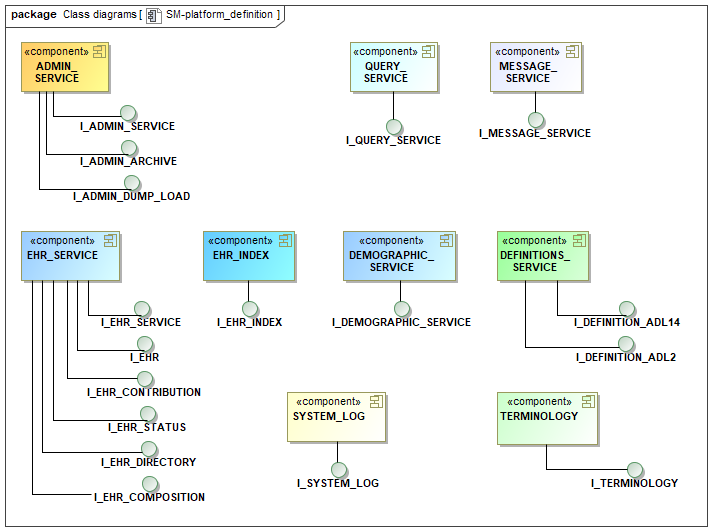 package Class diagrams [ SM-platform_definition ]
«component»
ADMIN_
SERVICE
I_ADMIN_SERVICE
I_ADMIN_ARCHIVE
I_ADMIN_DUMP_LOAD
«component»
QUERY_
SERVICE
I_QUERY_SERVICE
«component»
MESSAGE_
SERVICE
I_MESSAGE_SERVICE
«component»
EHR_SERVICE
I_EHR_SERVICE
I_EHR
I_EHR_CONTRIBUTION
I_EHR_STATUS
I_EHR_DIRECTORY
I_EHR_COMPOSITION
«component»
EHR_INDEX
I_EHR_INDEX
«component»
DEMOGRAPHIC_
SERVICE
I_DEMOGRAPHIC_SERVICE
«component»
DEFINITIONS_
SERVICE
I_DEFINITION_ADL14
I_DEFINITION_ADL2
«component»
SYSTEM_LOG
I_SYSTEM_LOG
«component»
TERMINOLOGY
I_TERMINOLOGY